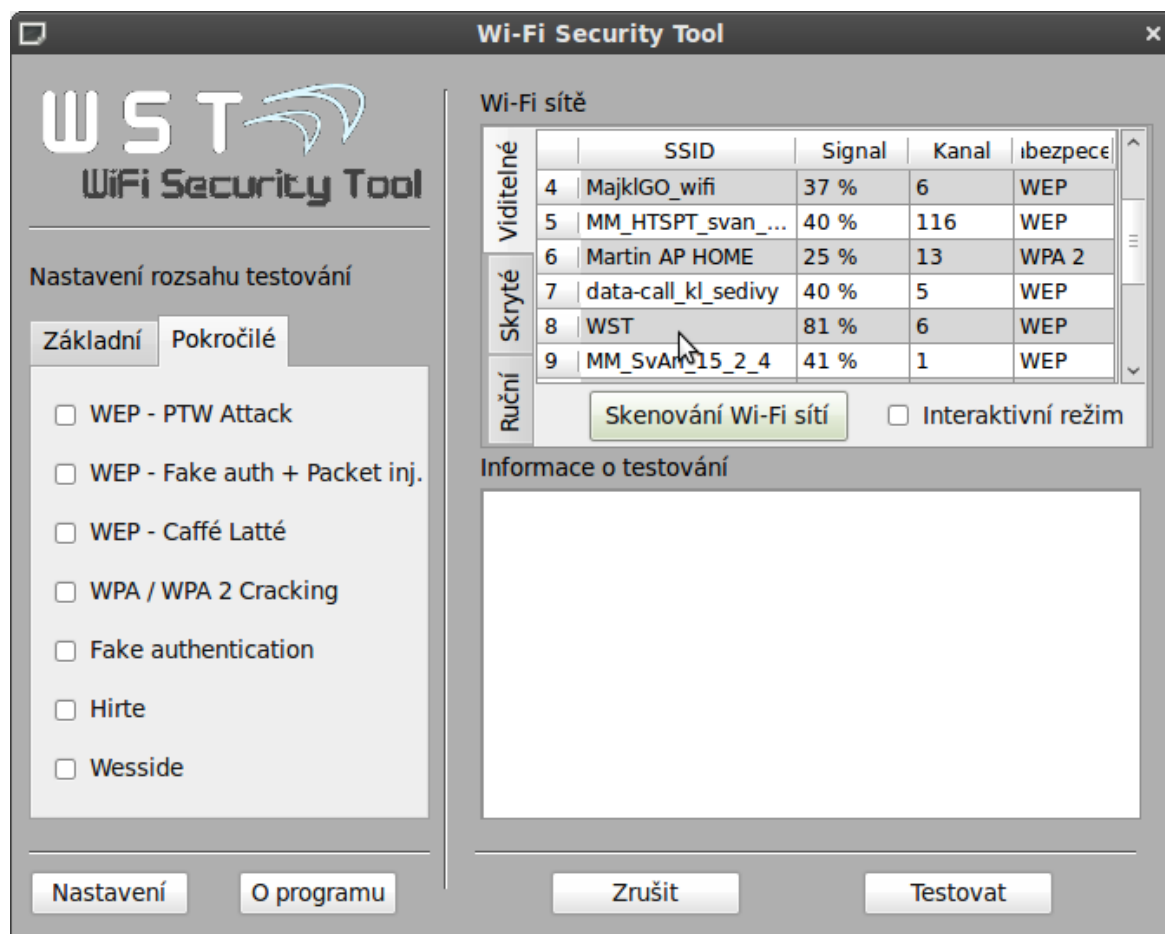 Wi-Fi Security Tool
WST
WiFi Security Tool
Nastavení rozsahu testování
Základní
Pokročilé
WEP - PTW Attack
WEP - Fake auth + Packet inj.
WEP - Caffé Latté
WPA / WPA 2 Cracking
Fake authentication
Hirte
Wesside
Nastavení
O programu
Wi-Fi sítě
Viditelné
Skryté
Ruční
SSID Signal Kanal
4 MajklGO_wifi 37 % 6 WEP
5 MM_HTSPT_svan_... 40 % 116 WEP
6 Martin AP HOME 25 % 13 WPA 2
7 data-call_kl_sedivy 40 % 5 WEP
8 WST 81 % 6 WEP
9 MM_SvAn_15_2_4 41 % 1 WEP
Skenování Wi-Fi sítí
Interaktivní režim
Informace o testování
Zrušit
Testovat